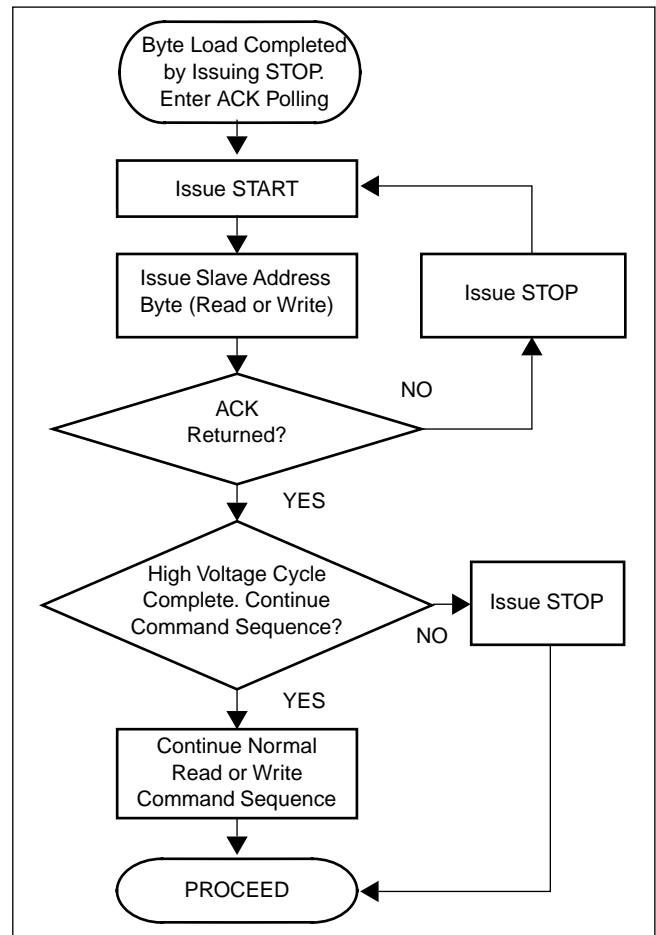 Byte Load Completed
by Issuing STOP.
Enter ACK Polling
Issue START
Issue Slave Address
Byte (Read or Write)
Issue STOP
ACK
Returned?
NO
YES
High Voltage Cycle
Complete. Continue
Command Sequence?
NO
Issue STOP
YES
Continue Normal
Read or Write
Command Sequence
PROCEED